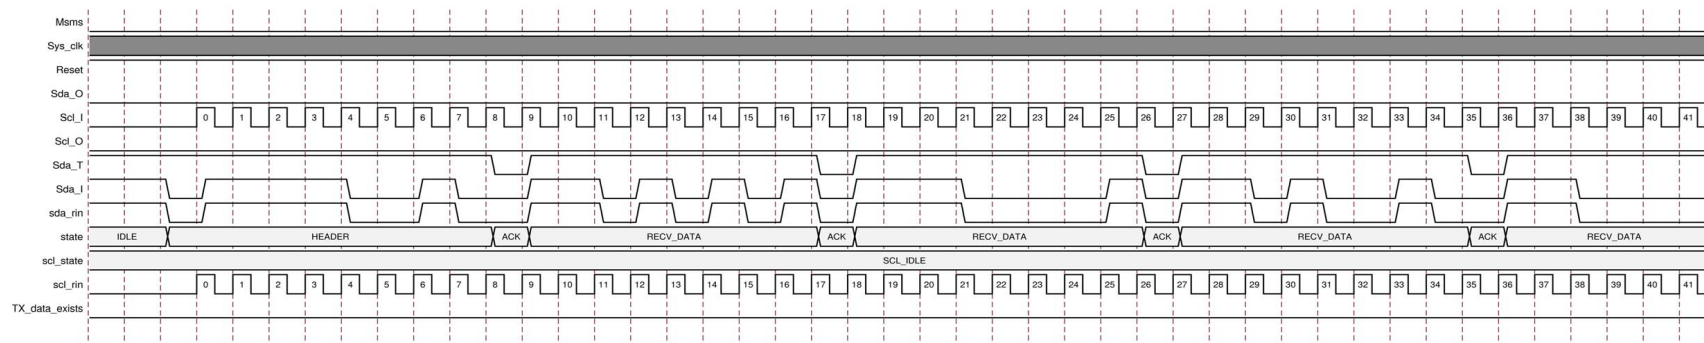 Msms
Sys_clk
Reset
Sda_O
Scl_I 0 1 2 3 4 5 6 7 8 9 10 11 12 13 14 15 16 17 18 19 20 21 22 23 24 25 26 27 28 29 30 31 32 33 34 35 36 37 38 39 40 41
Scl_O
Sda_T
Sda_I
sda_rin
state IDLE HEADER ACK RECV_DATA ACK RECV_DATA ACK RECV_DATA ACK RECV_DATA
scl_state SCL_IDLE
scl_rin 0 1 2 3 4 5 6 7 8 9 10 11 12 13 14 15 16 17 18 19 20 21 22 23 24 25 26 27 28 29 30 31 32 33 34 35 36 37 38 39 40 41
TX_data_exists